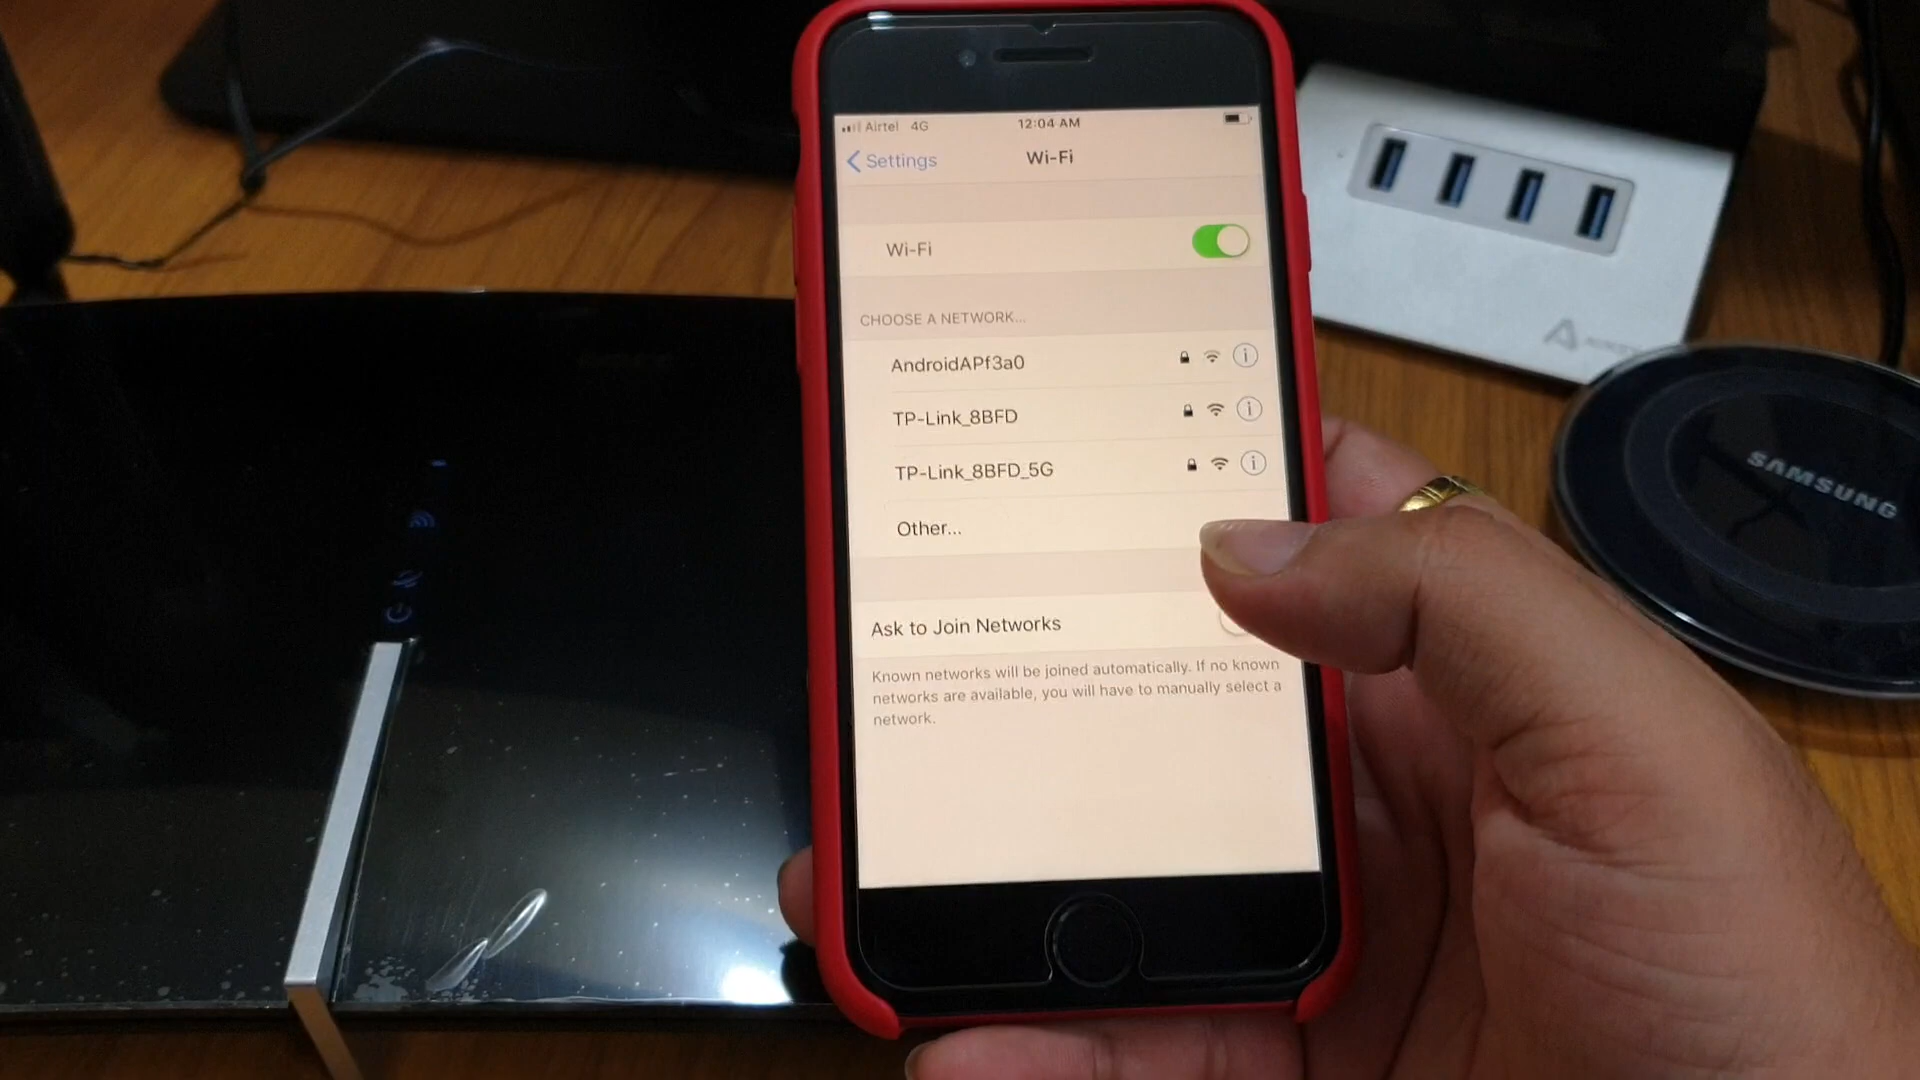 Airtel 4G 12:04 AM
Settings Wi-Fi
Wi-Fi
CHOOSE A NETWORK...
AndroidAPf3a0
TP-Link_8BFD
TP-Link_8BFD_5G
Other...
Ask to Join Networks
Known networks will be joined automatically. If no known
networks are available, you will have to manually select a
network.
SAMSUNG